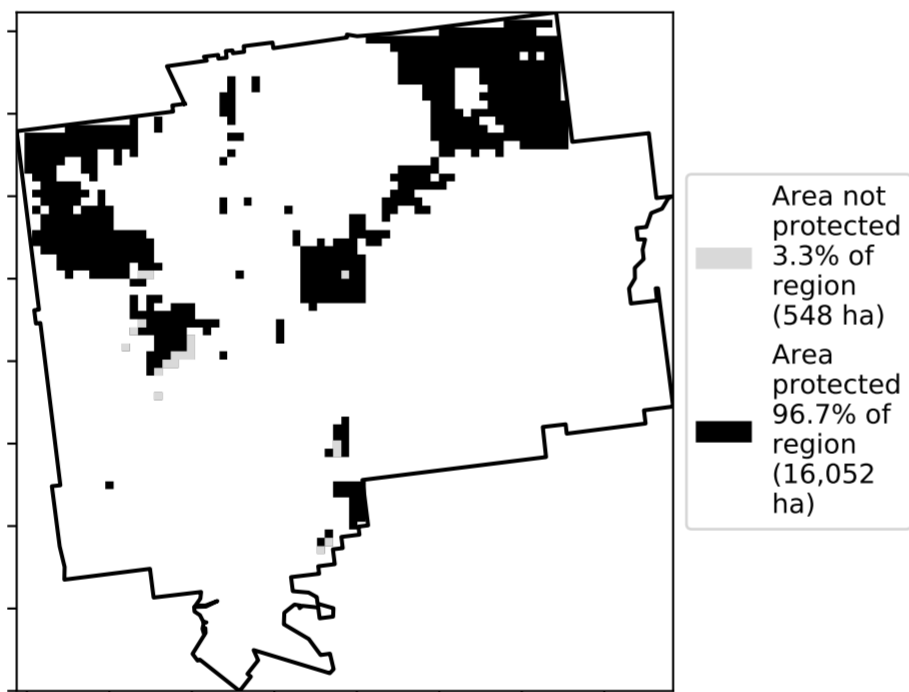 Area not
protected
3.3% of
region
(548 ha)
Area
protected
96.7% of
region
(16,052
ha)